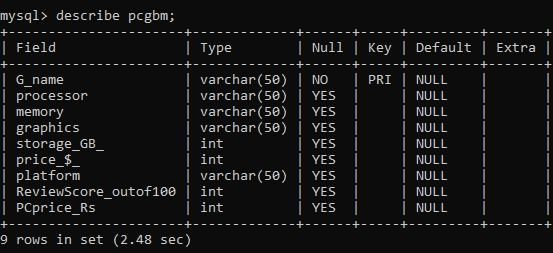 mysql> describe pcgbm;
+----------------------+-------------+------+-----+---------+-------+
| Field                | Type        | Null | Key | Default | Extra |
+----------------------+-------------+------+-----+---------+-------+
| G_name               | varchar(50) | NO   | PRI | NULL    |       |
| processor            | varchar(50) | YES  |     | NULL    |       |
| memory               | varchar(50) | YES  |     | NULL    |       |
| graphics             | varchar(50) | YES  |     | NULL    |       |
| storage_GB_          | int         | YES  |     | NULL    |       |
| price_$_             | int         | YES  |     | NULL    |       |
| platform             | varchar(50) | YES  |     | NULL    |       |
| ReviewScore_outof100 | int         | YES  |     | NULL    |       |
| PCprice_Rs           | int         | YES  |     | NULL    |       |
+----------------------+-------------+------+-----+---------+-------+
9 rows in set (2.48 sec)